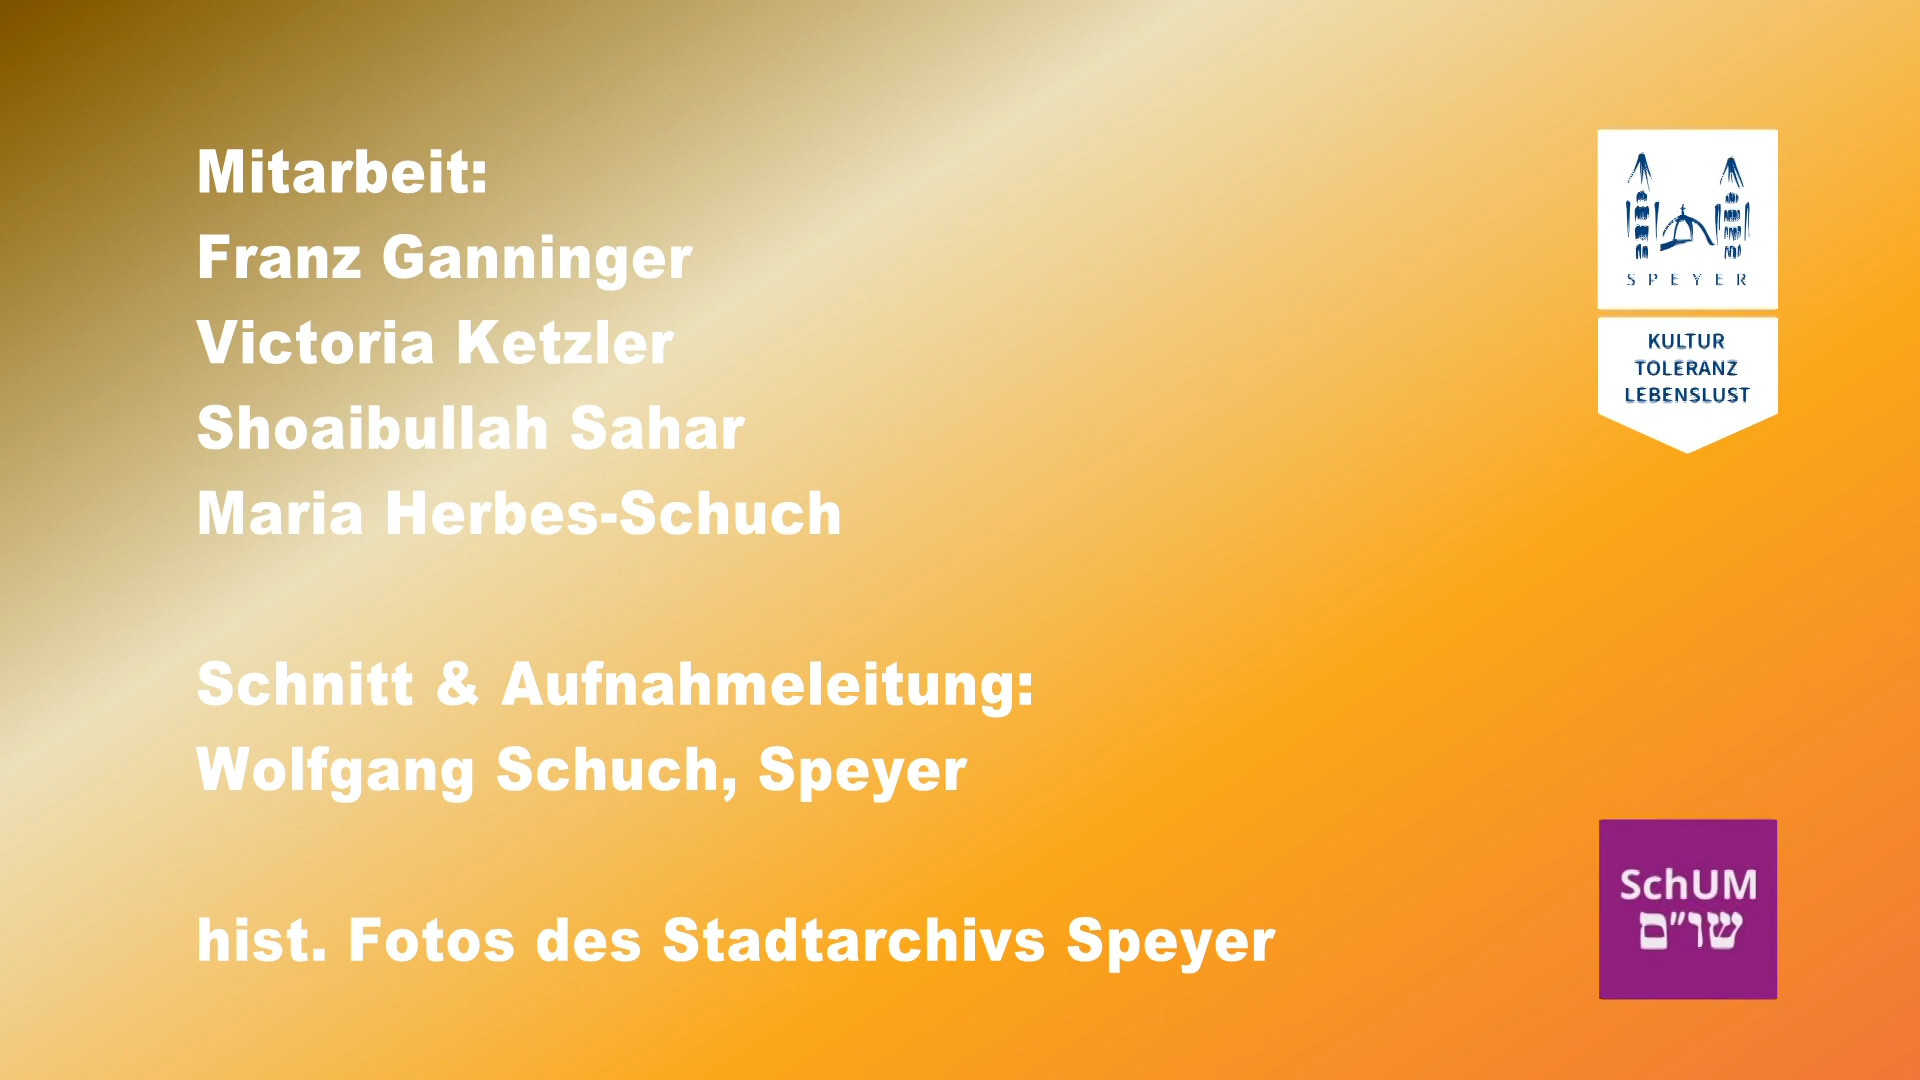 Mitarbeit:
Franz Ganninger
Victoria Ketzler
Shoaibullah Sahar
Maria Herbes-Schuch
Schnitt & Aufnahmeleitung:
Wolfgang Schuch, Speyer
hist. Fotos des Stadtarchivs Speyer
SPEYER
KULTUR
TOLERANZ
LEBENSLUST
SchUM
שו״ם